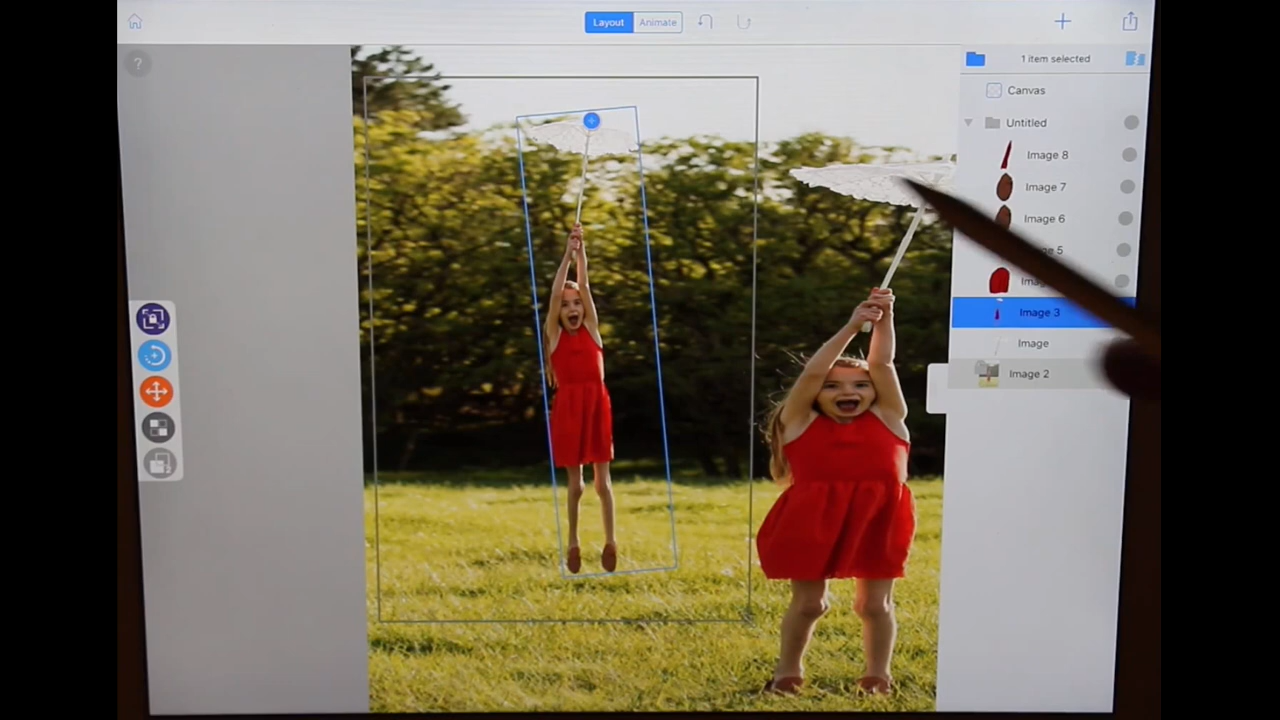 Layout Animate
?
1 item selected
Canvas
Untitled
Image 8
Image 7
Image 6
Image 3
Image
Image 2